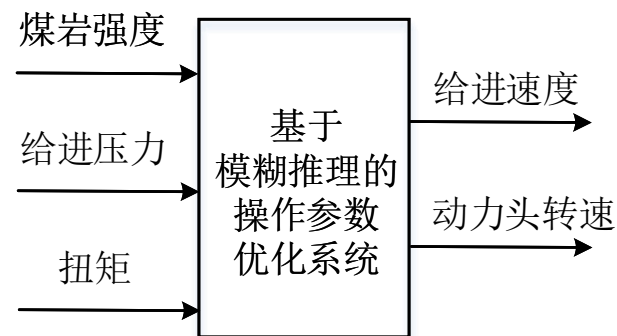 煤岩强度
给进压力
扭矩
基于
模糊推理的
操作参数
优化系统
给进速度
动力头转速